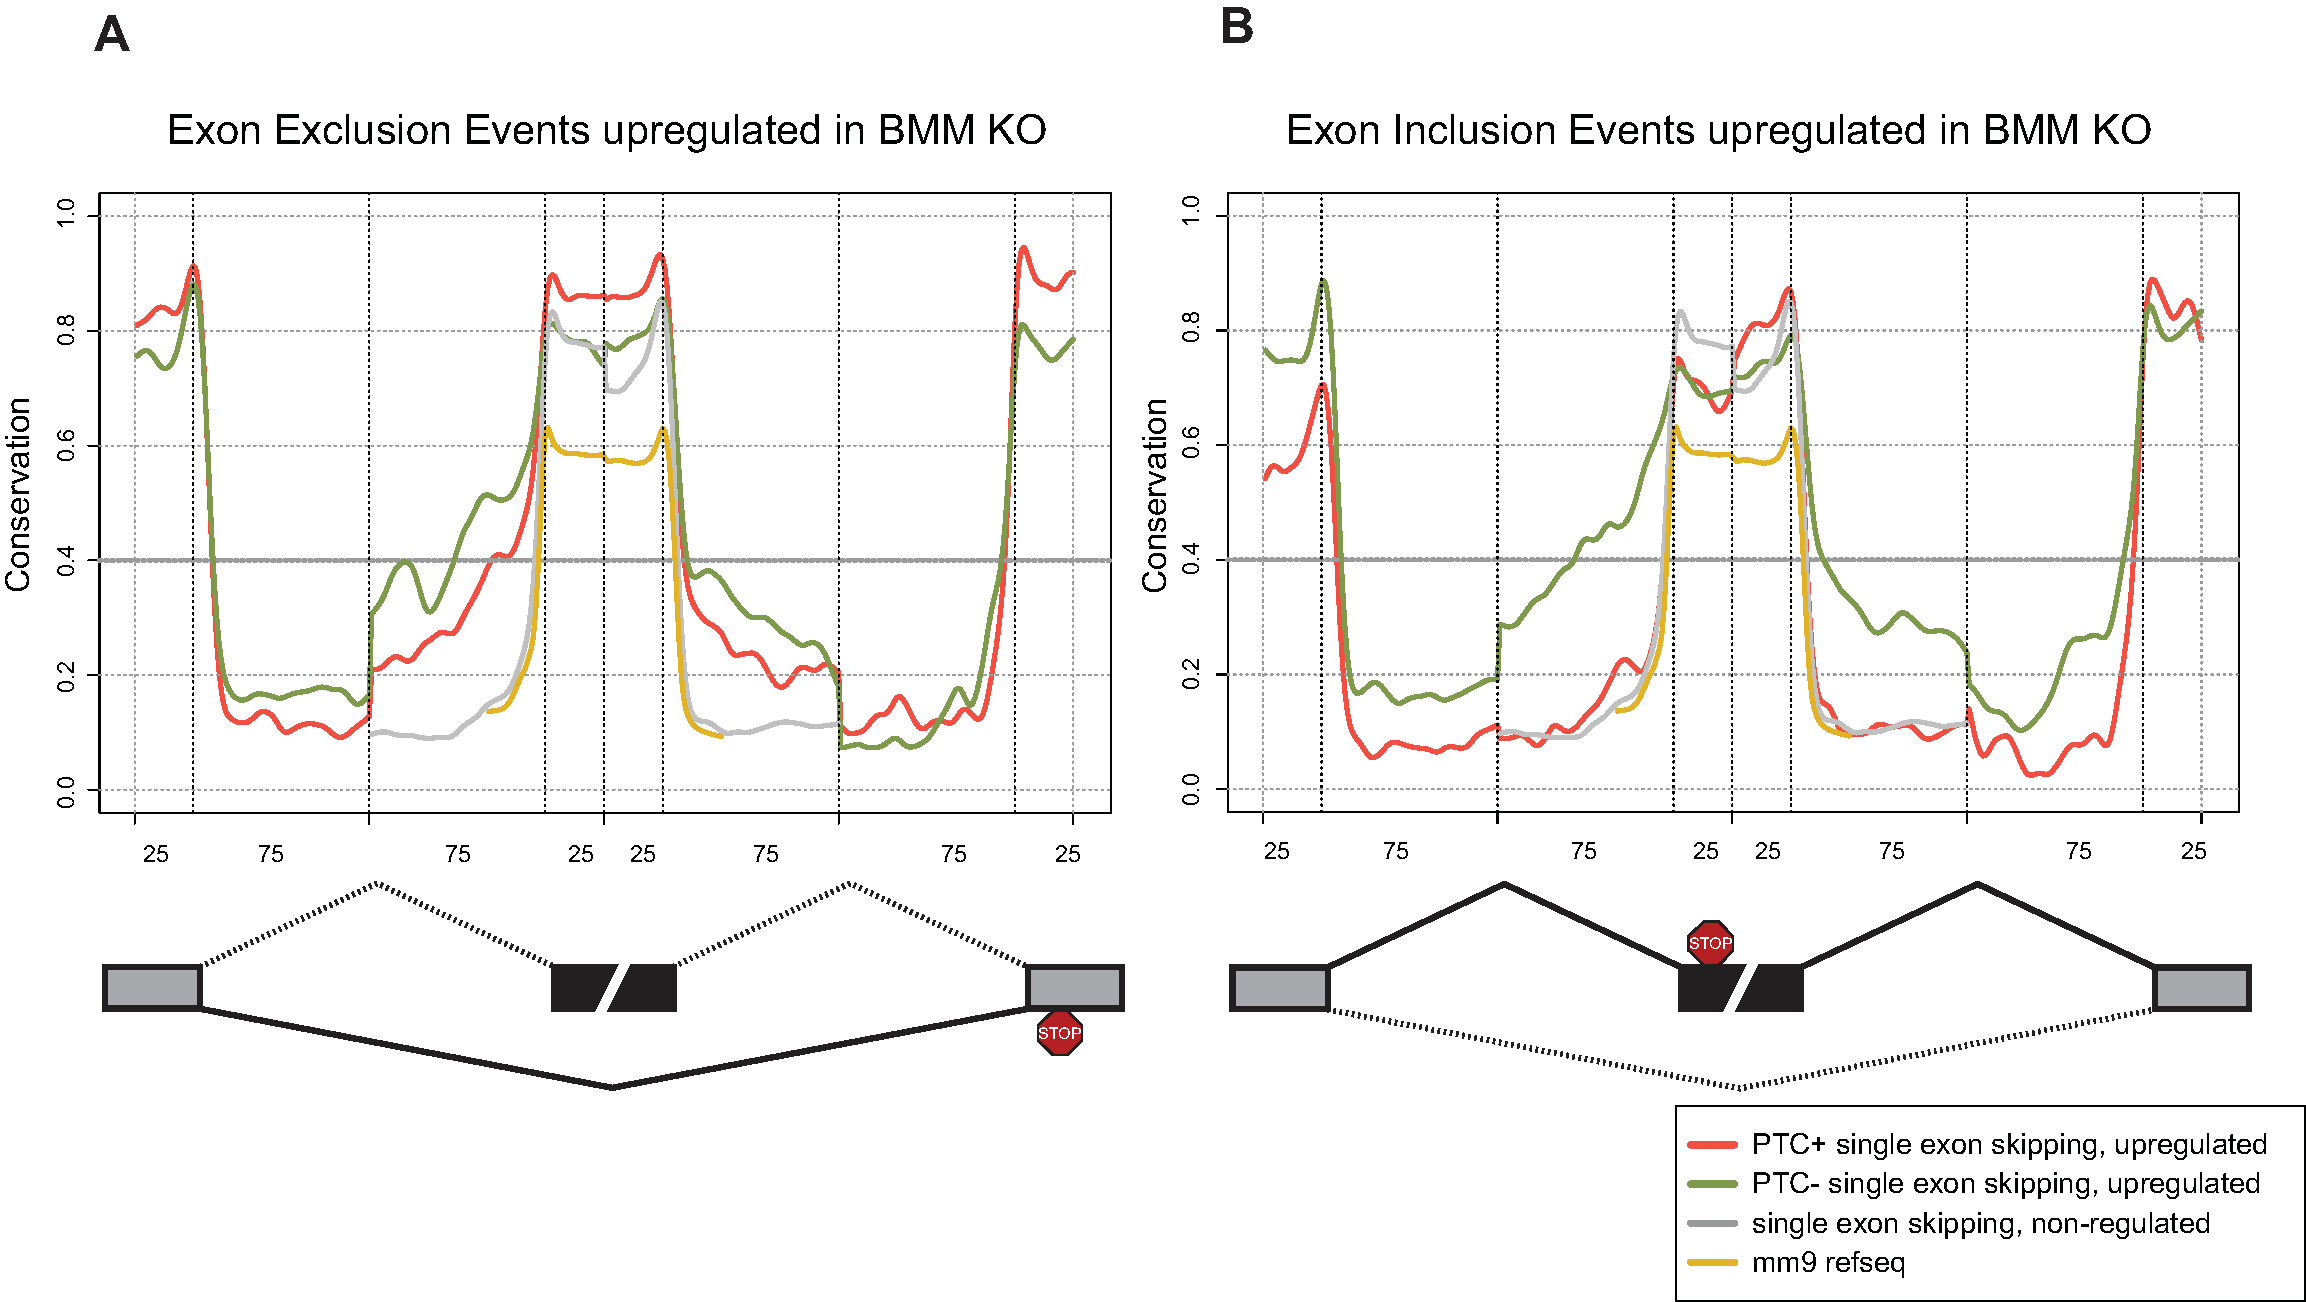 A
B
Exon Exclusion Events upregulated in BMM KO
Exon Inclusion Events upregulated in BMM KO
Conservation
1.0
0.8
0.6
0.4
0.2
0.0
Conservation
1.0
0.8
0.6
0.4
0.2
0.0
25 75 75 25 25 75 75 25
25 75 75 25 25 75 75 25
STOP
STOP
PTC+ single exon skipping, upregulated
PTC- single exon skipping, upregulated
single exon skipping, non-regulated
mm9 refseq